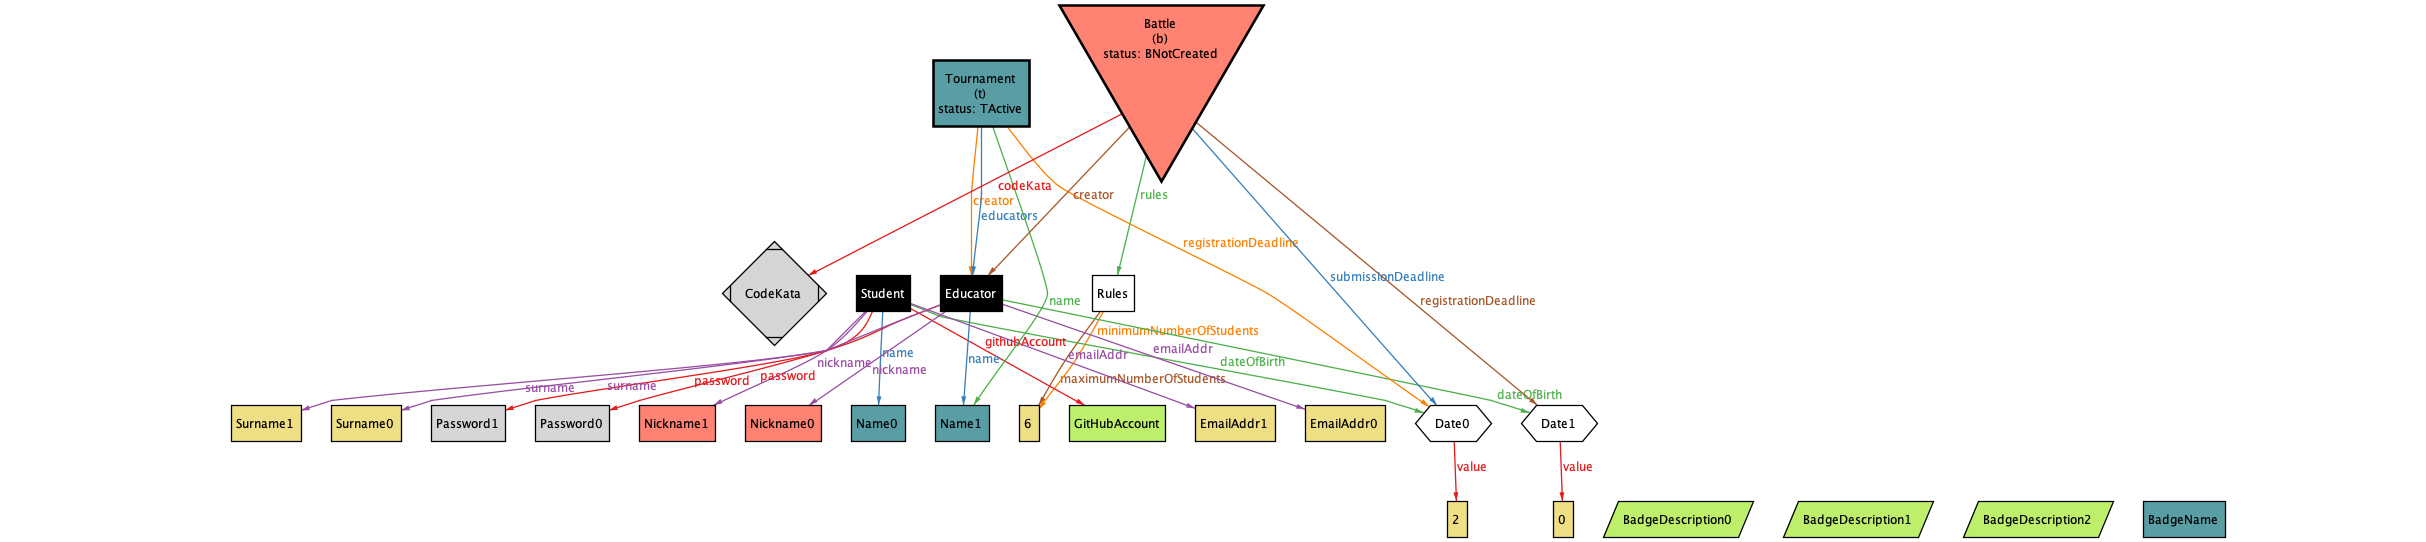 Battle
(b)
status: BNotCreated
Tournament
(t)
status: TActive
codeKata
creator
rules
creator
educators
registrationDeadline
submissionDeadline
registrationDeadline
CodeKata
Student
Educator
Rules
name
minimumNumberOfStudents
githubAccount
emailAddr
emailAddr
name
nickname
name
nickname
dateOfBirth
surname
surname
password
password
maximumNumberOfStudents
dateOfBirth
Surname1
Surname0
Password1
Password0
Nickname1
Nickname0
Name0
Name1
6
GitHubAccount
EmailAddr1
EmailAddr0
Date0
Date1
value
value
2
0
BadgeDescription0
BadgeDescription1
BadgeDescription2
BadgeName